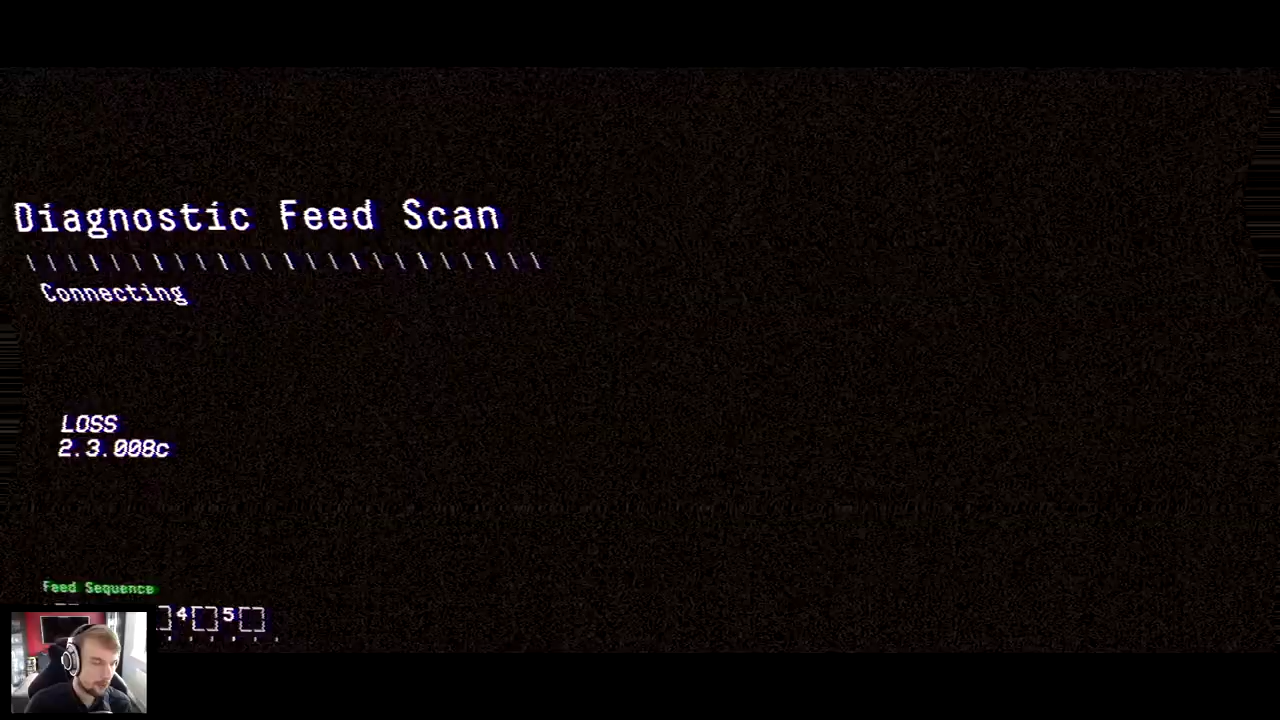 Diagnostic Feed Scan
\ \ \ \ \ \ \ \ \ \ \ \ \ \ \ \ \ \ \ \ \ \ \ \
Connecting
LOSS
2.3.008c
Feed Sequence
4[ ] 5[ ]